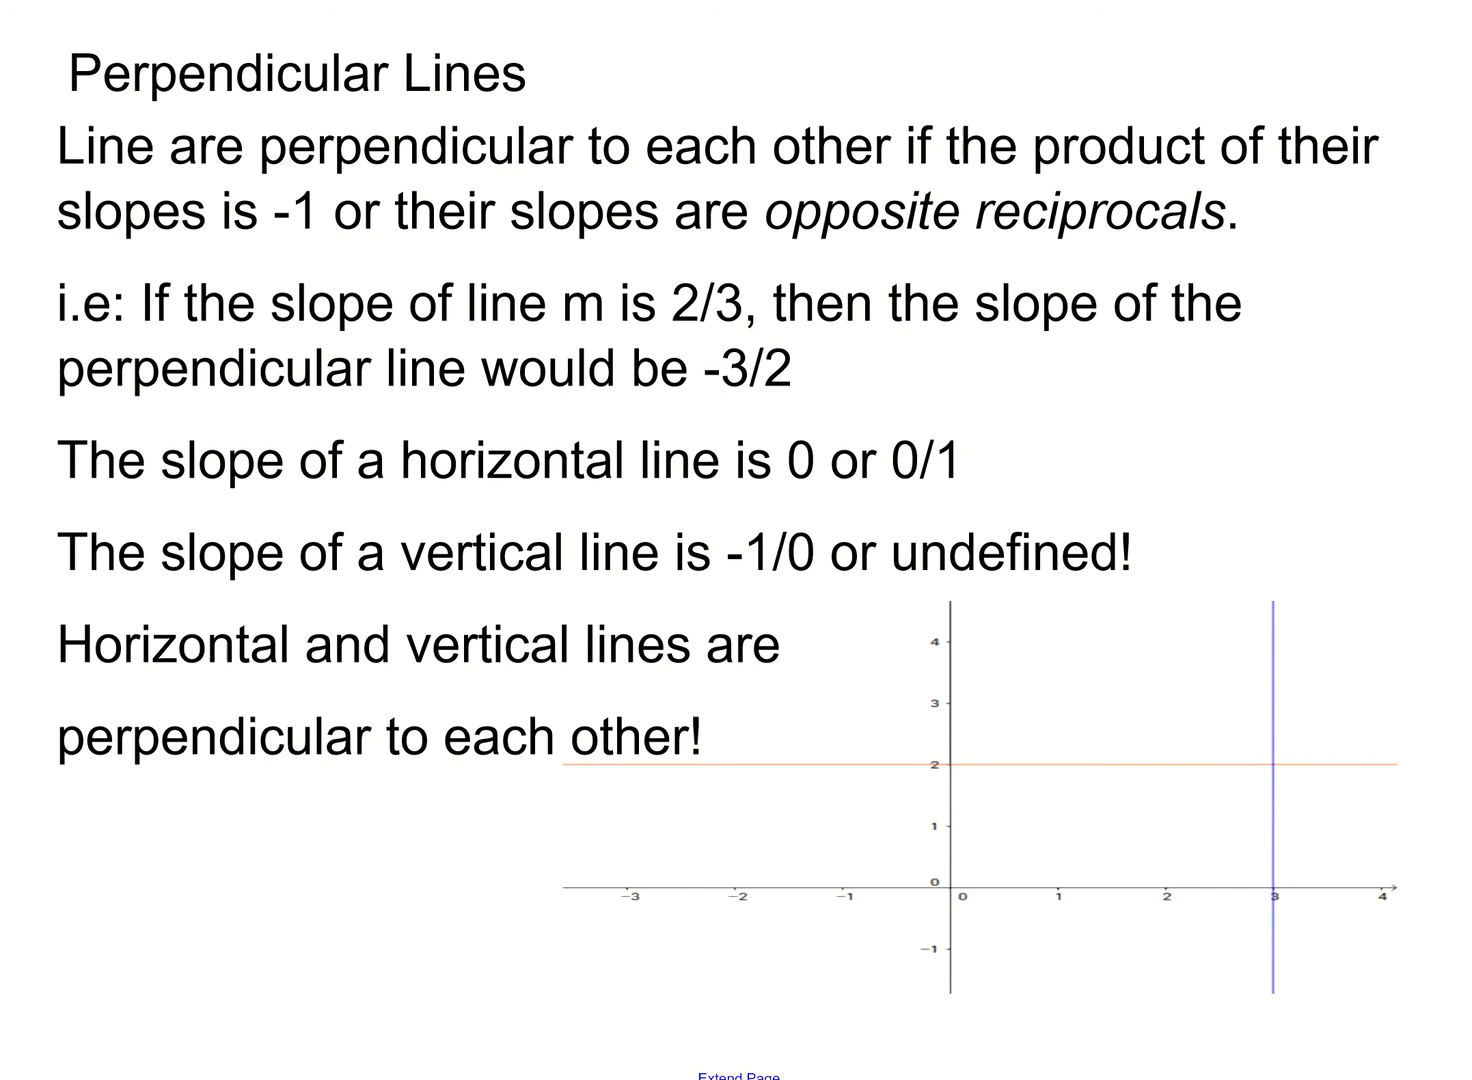 Perpendicular Lines
Line are perpendicular to each other if the product of their
slopes is -1 or their slopes are opposite reciprocals.
i.e: If the slope of line m is 2/3, then the slope of the
perpendicular line would be -3/2
The slope of a horizontal line is 0 or 0/1
The slope of a vertical line is -1/0 or undefined!
Horizontal and vertical lines are
perpendicular to each other!
4
3
2
1
0
−3 −2 −1 0 1 2 3 4
−1
Extend Page